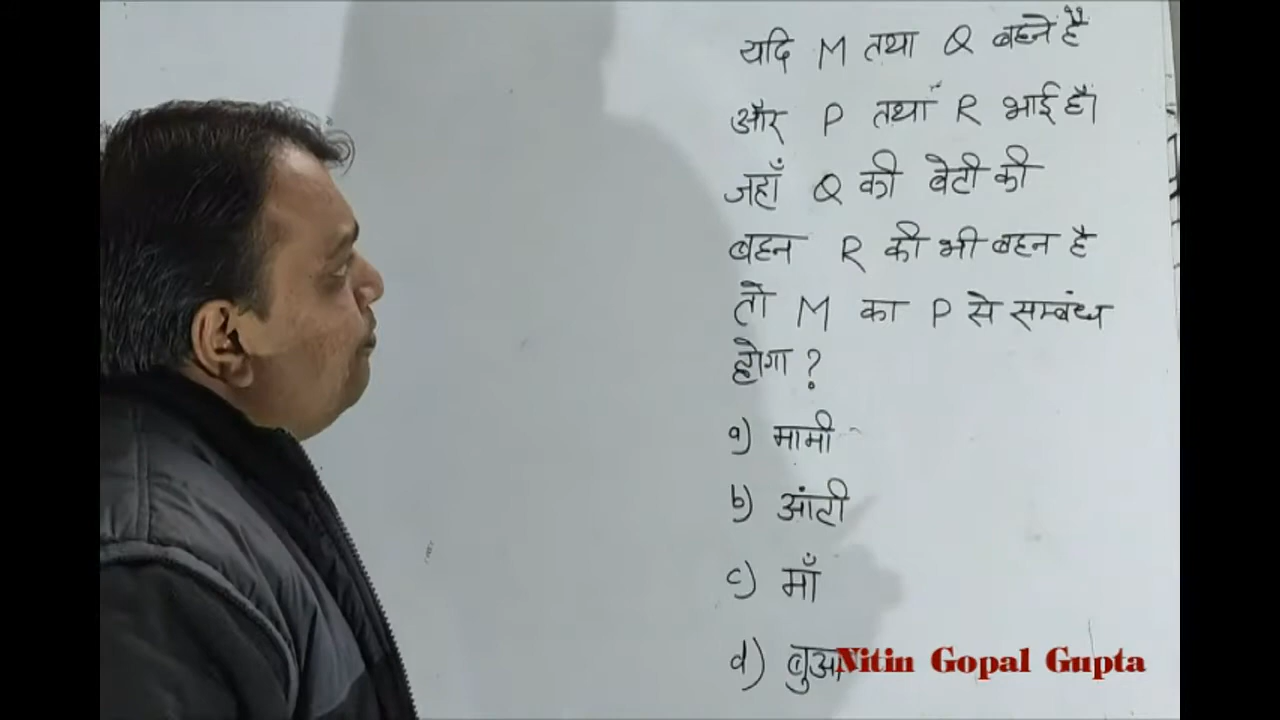 यदि M तथा Q बहनें हैं
और P तथा R भाई हैं।
जहाँ Q की बेटी की
बहन R की भी बहन है
तो M का P से सम्बंध
होगा ?
a) मामी
b) आंटी
c) माँ
d) बुआ
Nitin Gopal Gupta